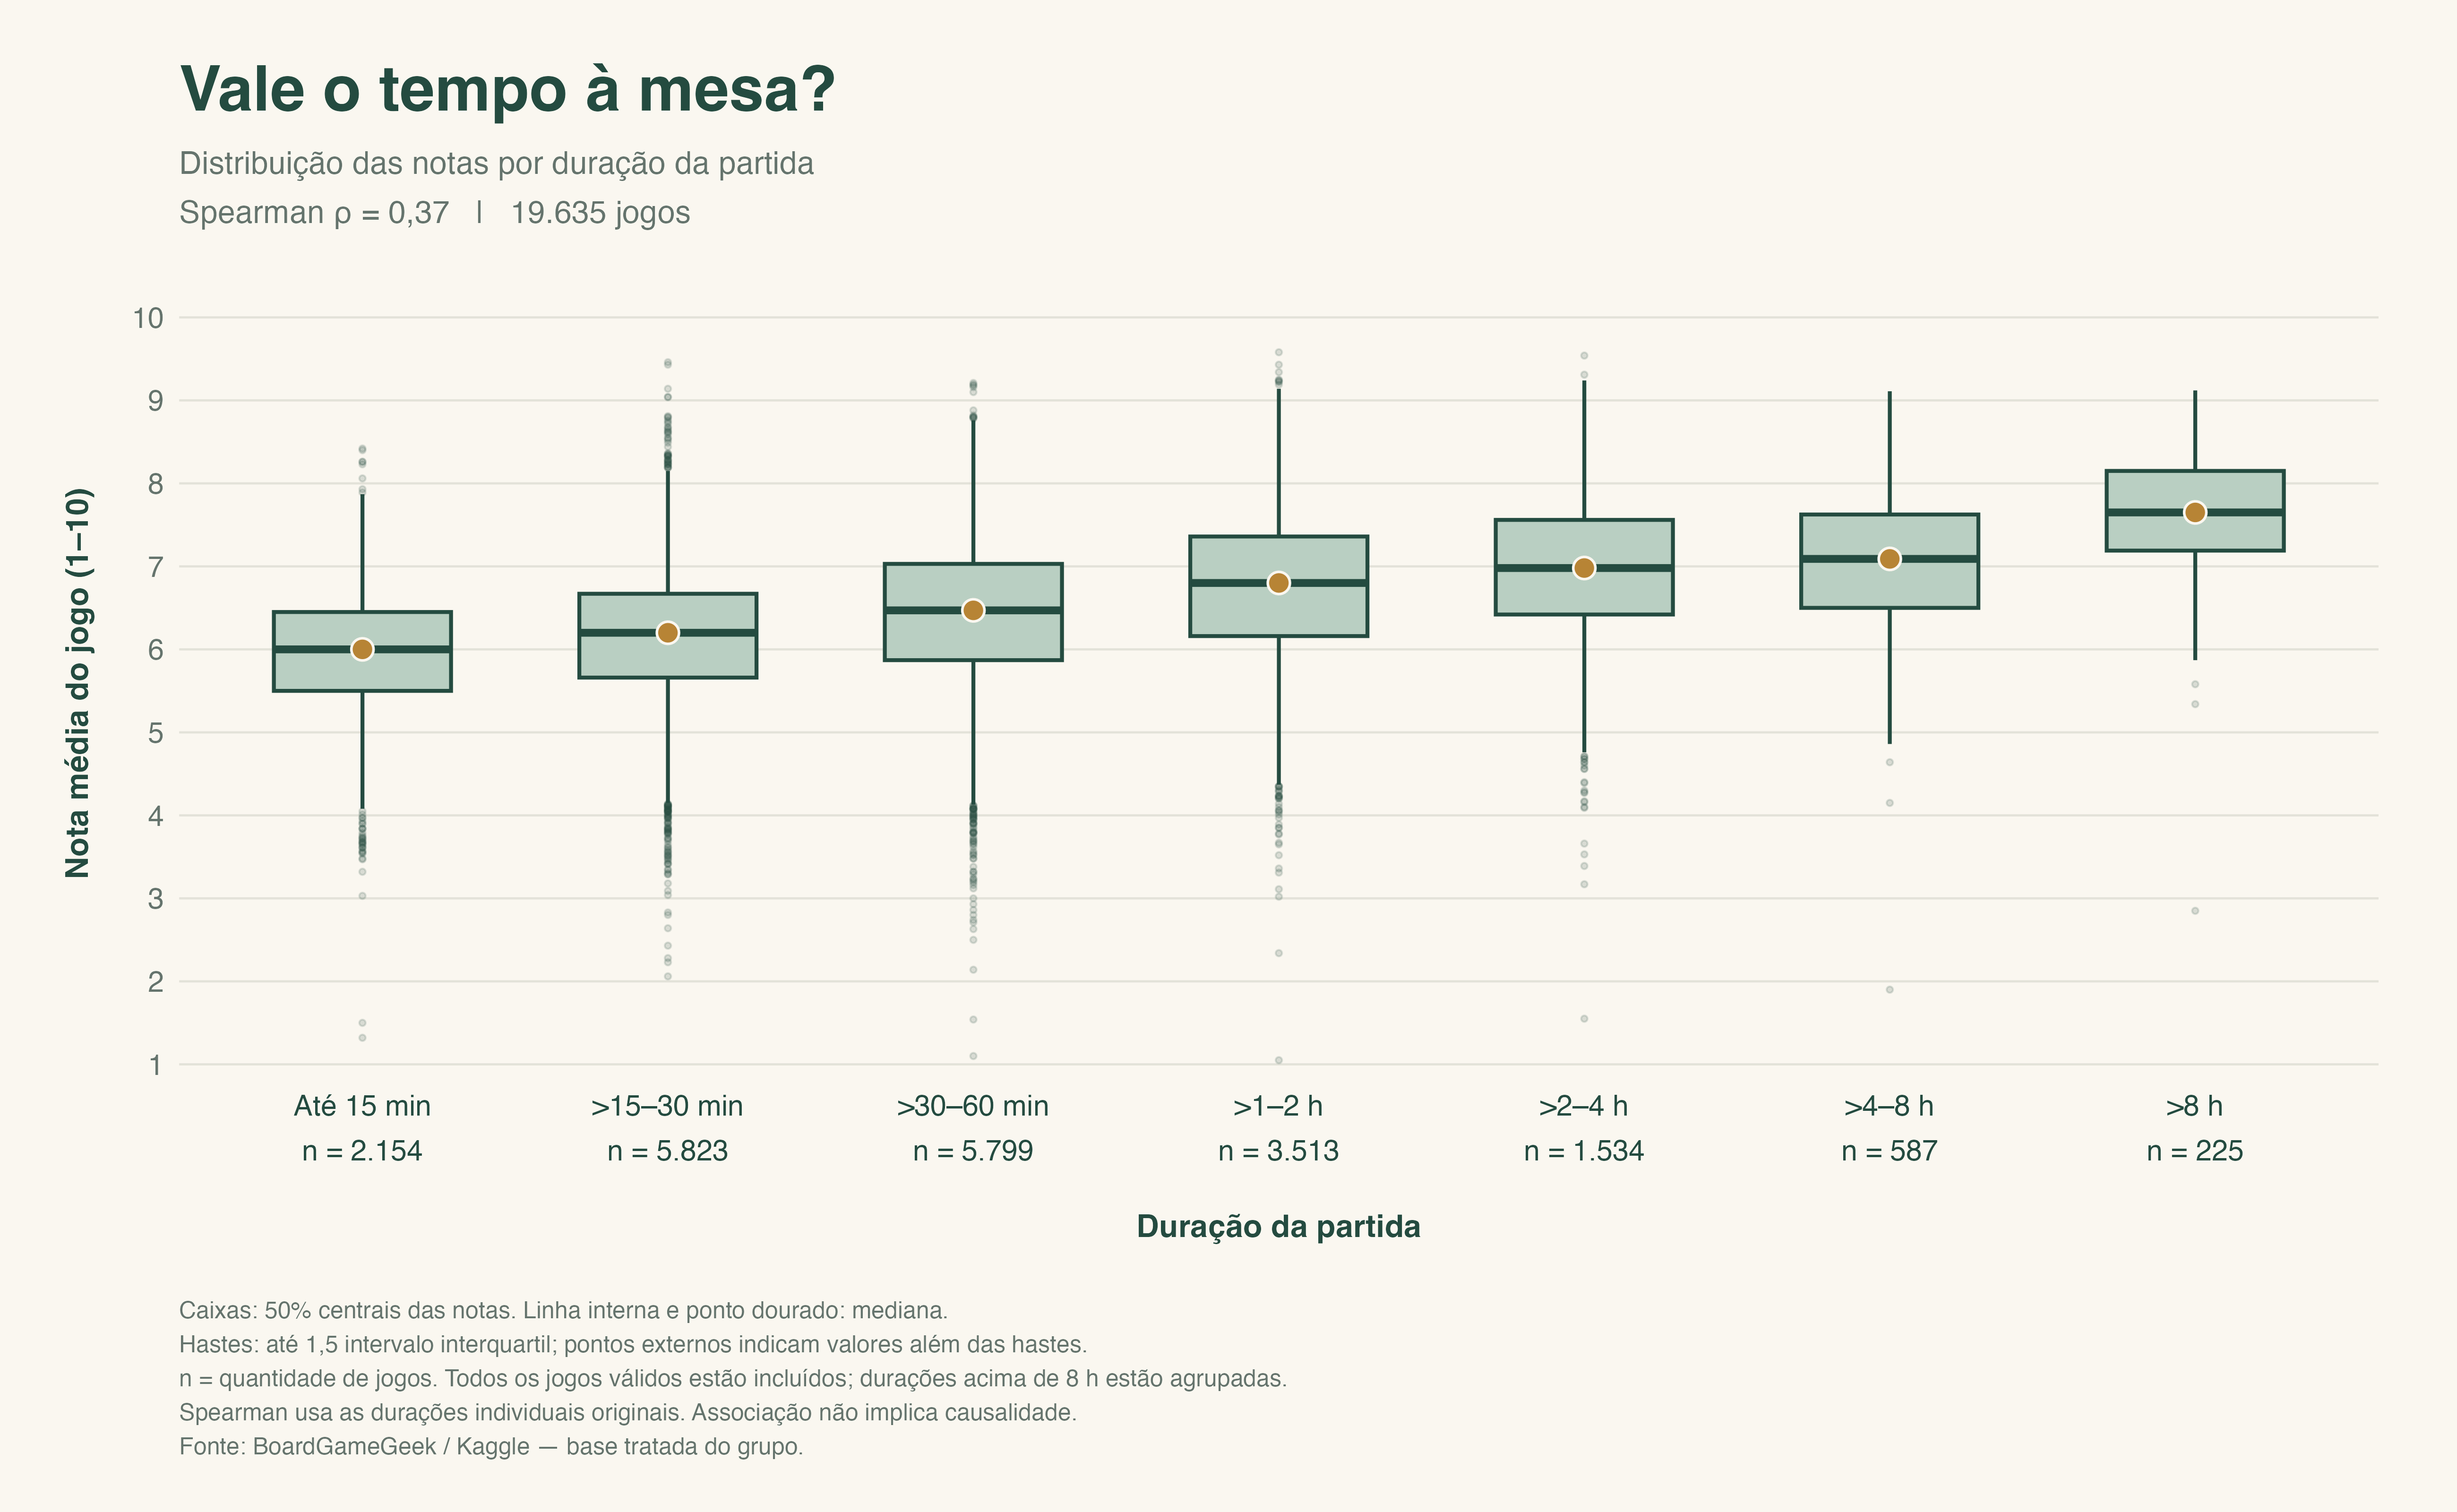 Vale o tempo à mesa?
Distribuição das notas por duração da partida
Spearman ρ = 0,37 | 19.635 jogos
Nota média do jogo (1–10)
10
9
8
7
6
5
4
3
2
1
Até 15 min >15–30 min >30–60 min >1–2 h >2–4 h >4–8 h >8 h
n = 2.154 n = 5.823 n = 5.799 n = 3.513 n = 1.534 n = 587 n = 225
Duração da partida
Caixas: 50% centrais das notas. Linha interna e ponto dourado: mediana.
Hastes: até 1,5 intervalo interquartil; pontos externos indicam valores além das hastes.
n = quantidade de jogos. Todos os jogos válidos estão incluídos; durações acima de 8 h estão agrupadas.
Spearman usa as durações individuais originais. Associação não implica causalidade.
Fonte: BoardGameGeek / Kaggle — base tratada do grupo.